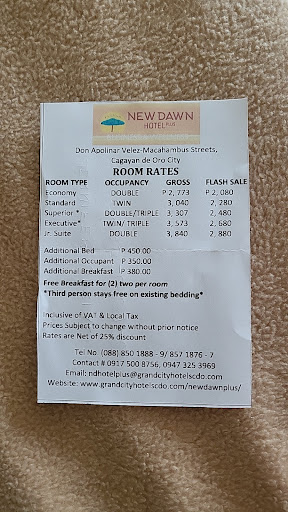 NEW DAWN
HOTEL PLUS
Don Apolinar Velez-Macahambus Streets,
Cagayan de Oro City
ROOM RATES
ROOM TYPE OCCUPANCY GROSS FLASH SALE
Economy DOUBLE P 2, 773 P 2, 080
Standard TWIN 3, 040 2, 280
Superior * DOUBLE/TRIPLE 3, 307 2, 480
Executive* TWIN/ TRIPLE 3, 573 2, 680
Jr. Suite DOUBLE 3, 840 2, 880
Additional Bed P 450.00
Additional Occupant P 350.00
Additional Breakfast P 380.00
Free Breakfast for (2) two per room
*Third person stays free on existing bedding*
Inclusive of VAT & Local Tax
Prices Subject to change without prior notice
Rates are Net of 25% discount
Tel No. (088) 850 1888 - 9/ 857 1876 - 7
Contact # 0917 500 8756, 0947 325 3969
Email: ndhotelplus@grandcityhotelscdo.com
Website: www.grandcityhotelscdo.com/newdawnplus/